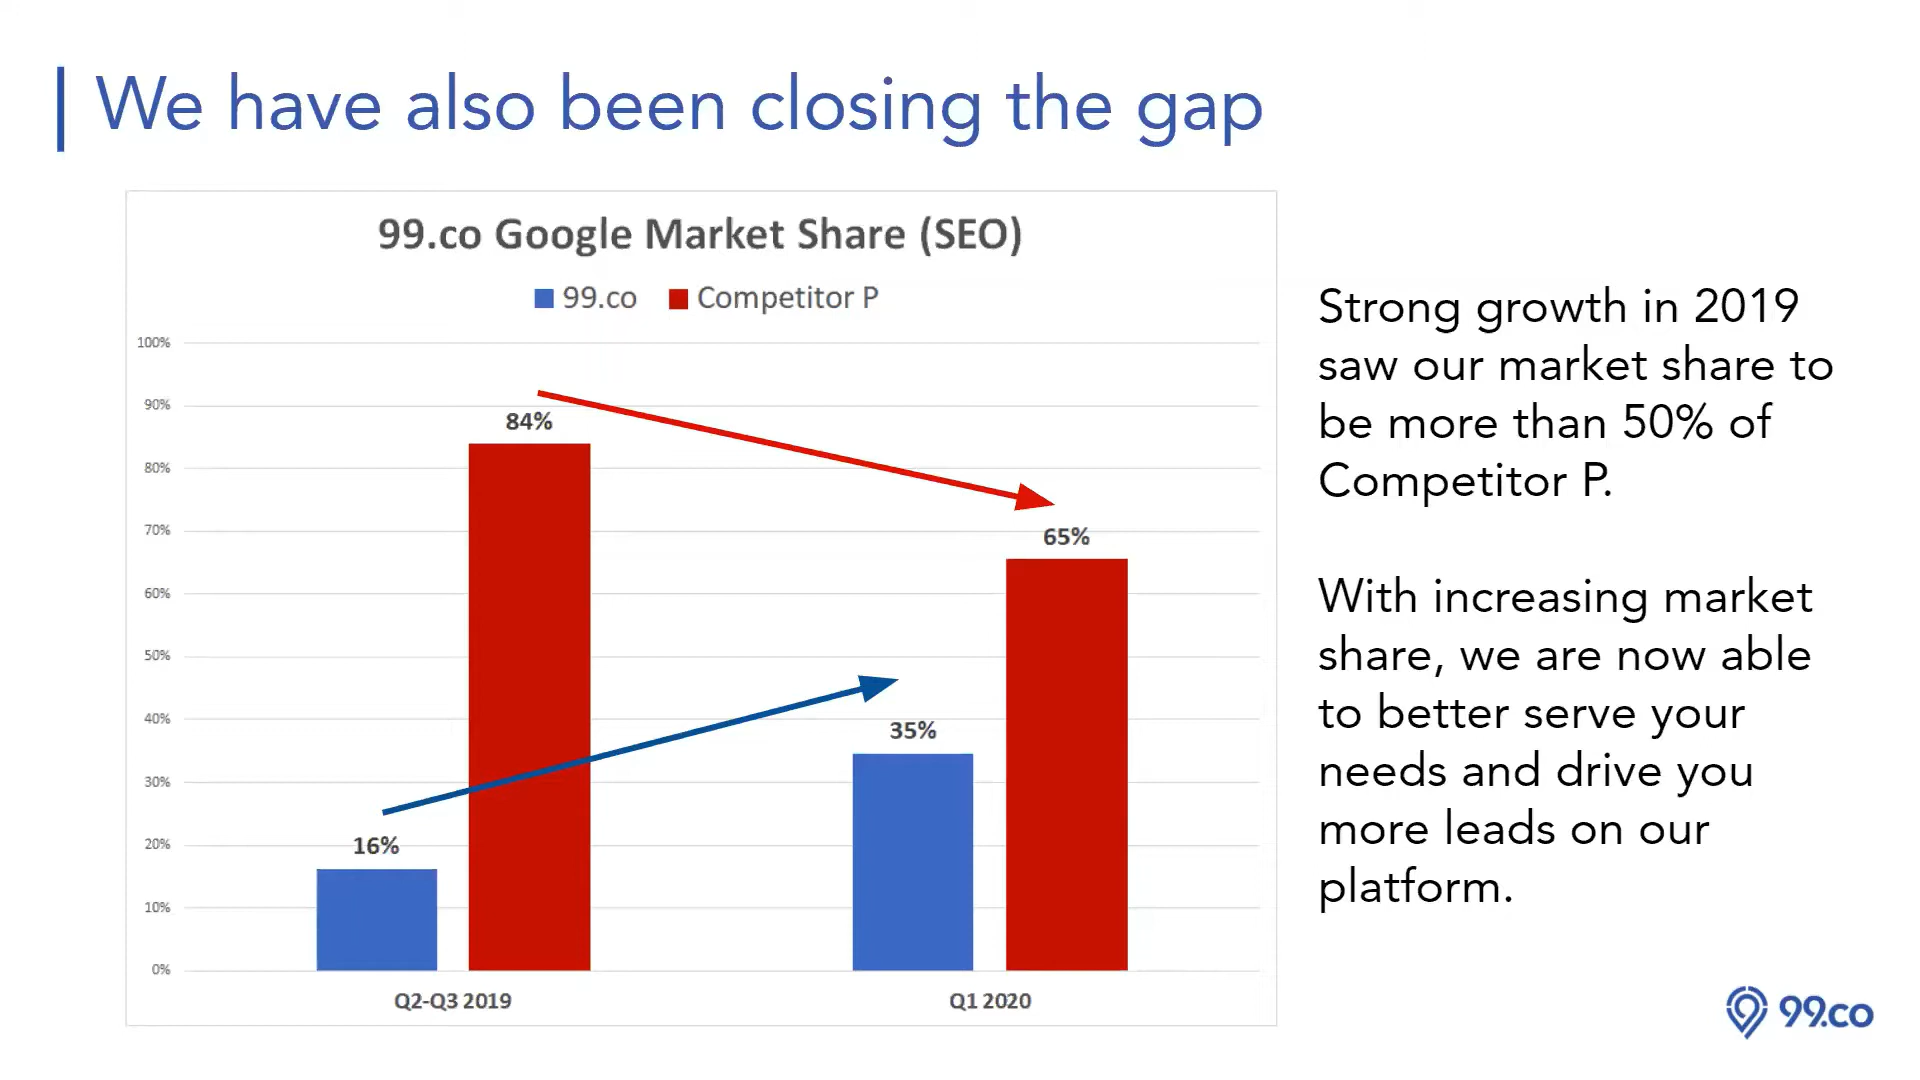 We have also been closing the gap
99.co Google Market Share (SEO)
99.co Competitor P
100%
90%
80%
70%
60%
50%
40%
30%
20%
10%
0%
84%
65%
35%
16%
Q2-Q3 2019
Q1 2020
Strong growth in 2019
saw our market share to
be more than 50% of
Competitor P.
With increasing market
share, we are now able
to better serve your
needs and drive you
more leads on our
platform.
99.co